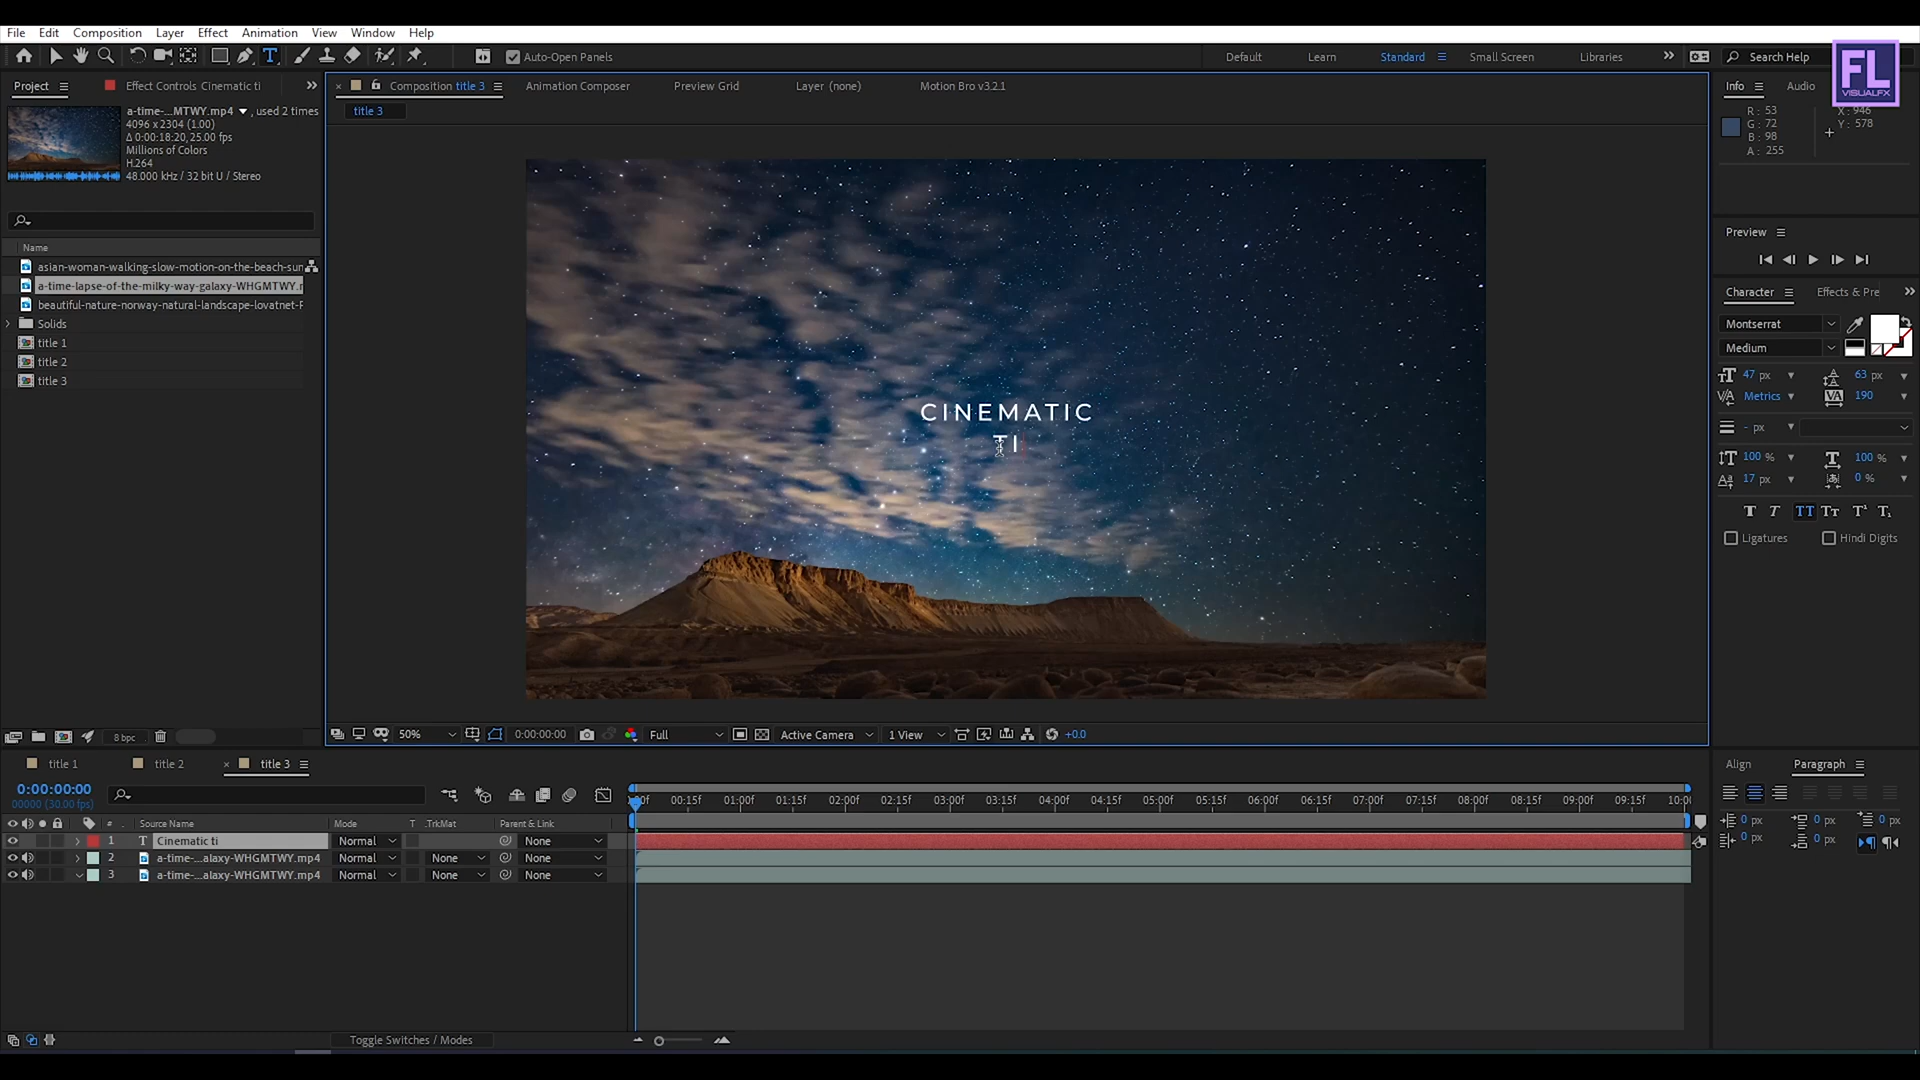 File Edit Composition Layer Effect Animation View Window Help
Auto-Open Panels Default Learn Standard Small Screen Libraries Search Help
FL
VISUALFX
Project Effect Controls Cinematic ti
a-time-...MTWY.mp4 , used 2 times
4096 x 2304 (1.00)
Δ 0:00:18:20, 25.00 fps
Millions of Colors
H.264
48.000 kHz / 32 bit U / Stereo
Name
asian-woman-walking-slow-motion-on-the-beach-sun
a-time-lapse-of-the-milky-way-galaxy-WHGMTWY.r
beautiful-nature-norway-natural-landscape-lovatnet-F
Solids
title 1
title 2
title 3
8 bpc
Composition title 3 Animation Composer Preview Grid Layer (none) Motion Bro v3.2.1
title 3
CINEMATIC
TI
50% 0:00:00:00 Full Active Camera 1 View +0.0
Info Audio
R: 53
G: 72
B: 98
A: 255
X: 946
Y: 578
Preview
Character Effects & Pre
Montserrat
Medium
47 px 63 px
Metrics 190
- px
100 % 100 %
17 px 0 %
Ligatures Hindi Digits
Align Paragraph
0 px 0 px 0 px
0 px 0 px
title 1 title 2 title 3
0:00:00:00
00000 (30.00 fps)
:00f 00:15f 01:00f 01:15f 02:00f 02:15f 03:00f 03:15f 04:00f 04:15f 05:00f 05:15f 06:00f 06:15f 07:00f 07:15f 08:00f 08:15f 09:00f 09:15f 10:00
# Source Name Mode T .TrkMat Parent & Link
1 T Cinematic ti Normal None
2 a-time-...alaxy-WHGMTWY.mp4 Normal None None
3 a-time-...alaxy-WHGMTWY.mp4 Normal None None
Toggle Switches / Modes